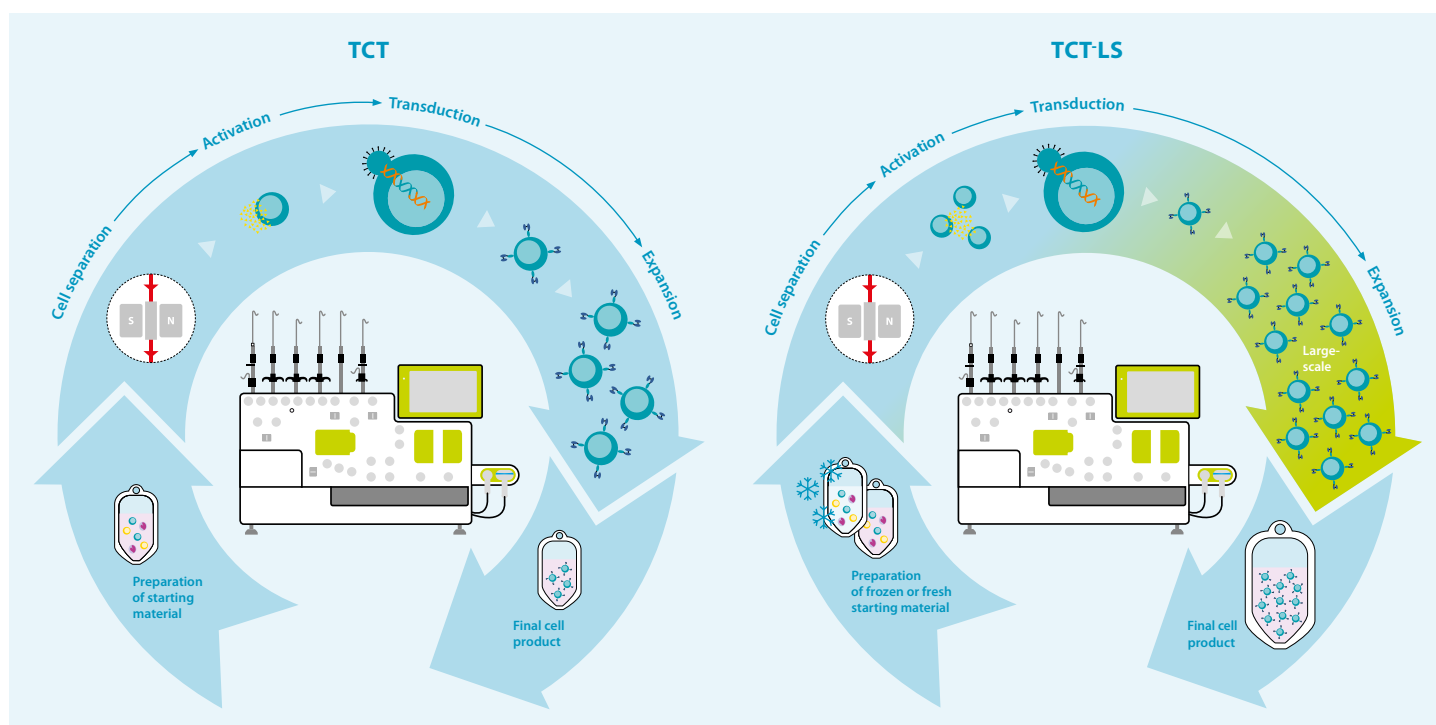 TCT
Cell separation
Activation
Transduction
Expansion
S
N
Preparation
of starting
material
Final cell
product
TCT-LS
Cell separation
Activation
Transduction
Expansion
S
N
Large-
scale
Preparation
of frozen or fresh
starting material
Final cell
product